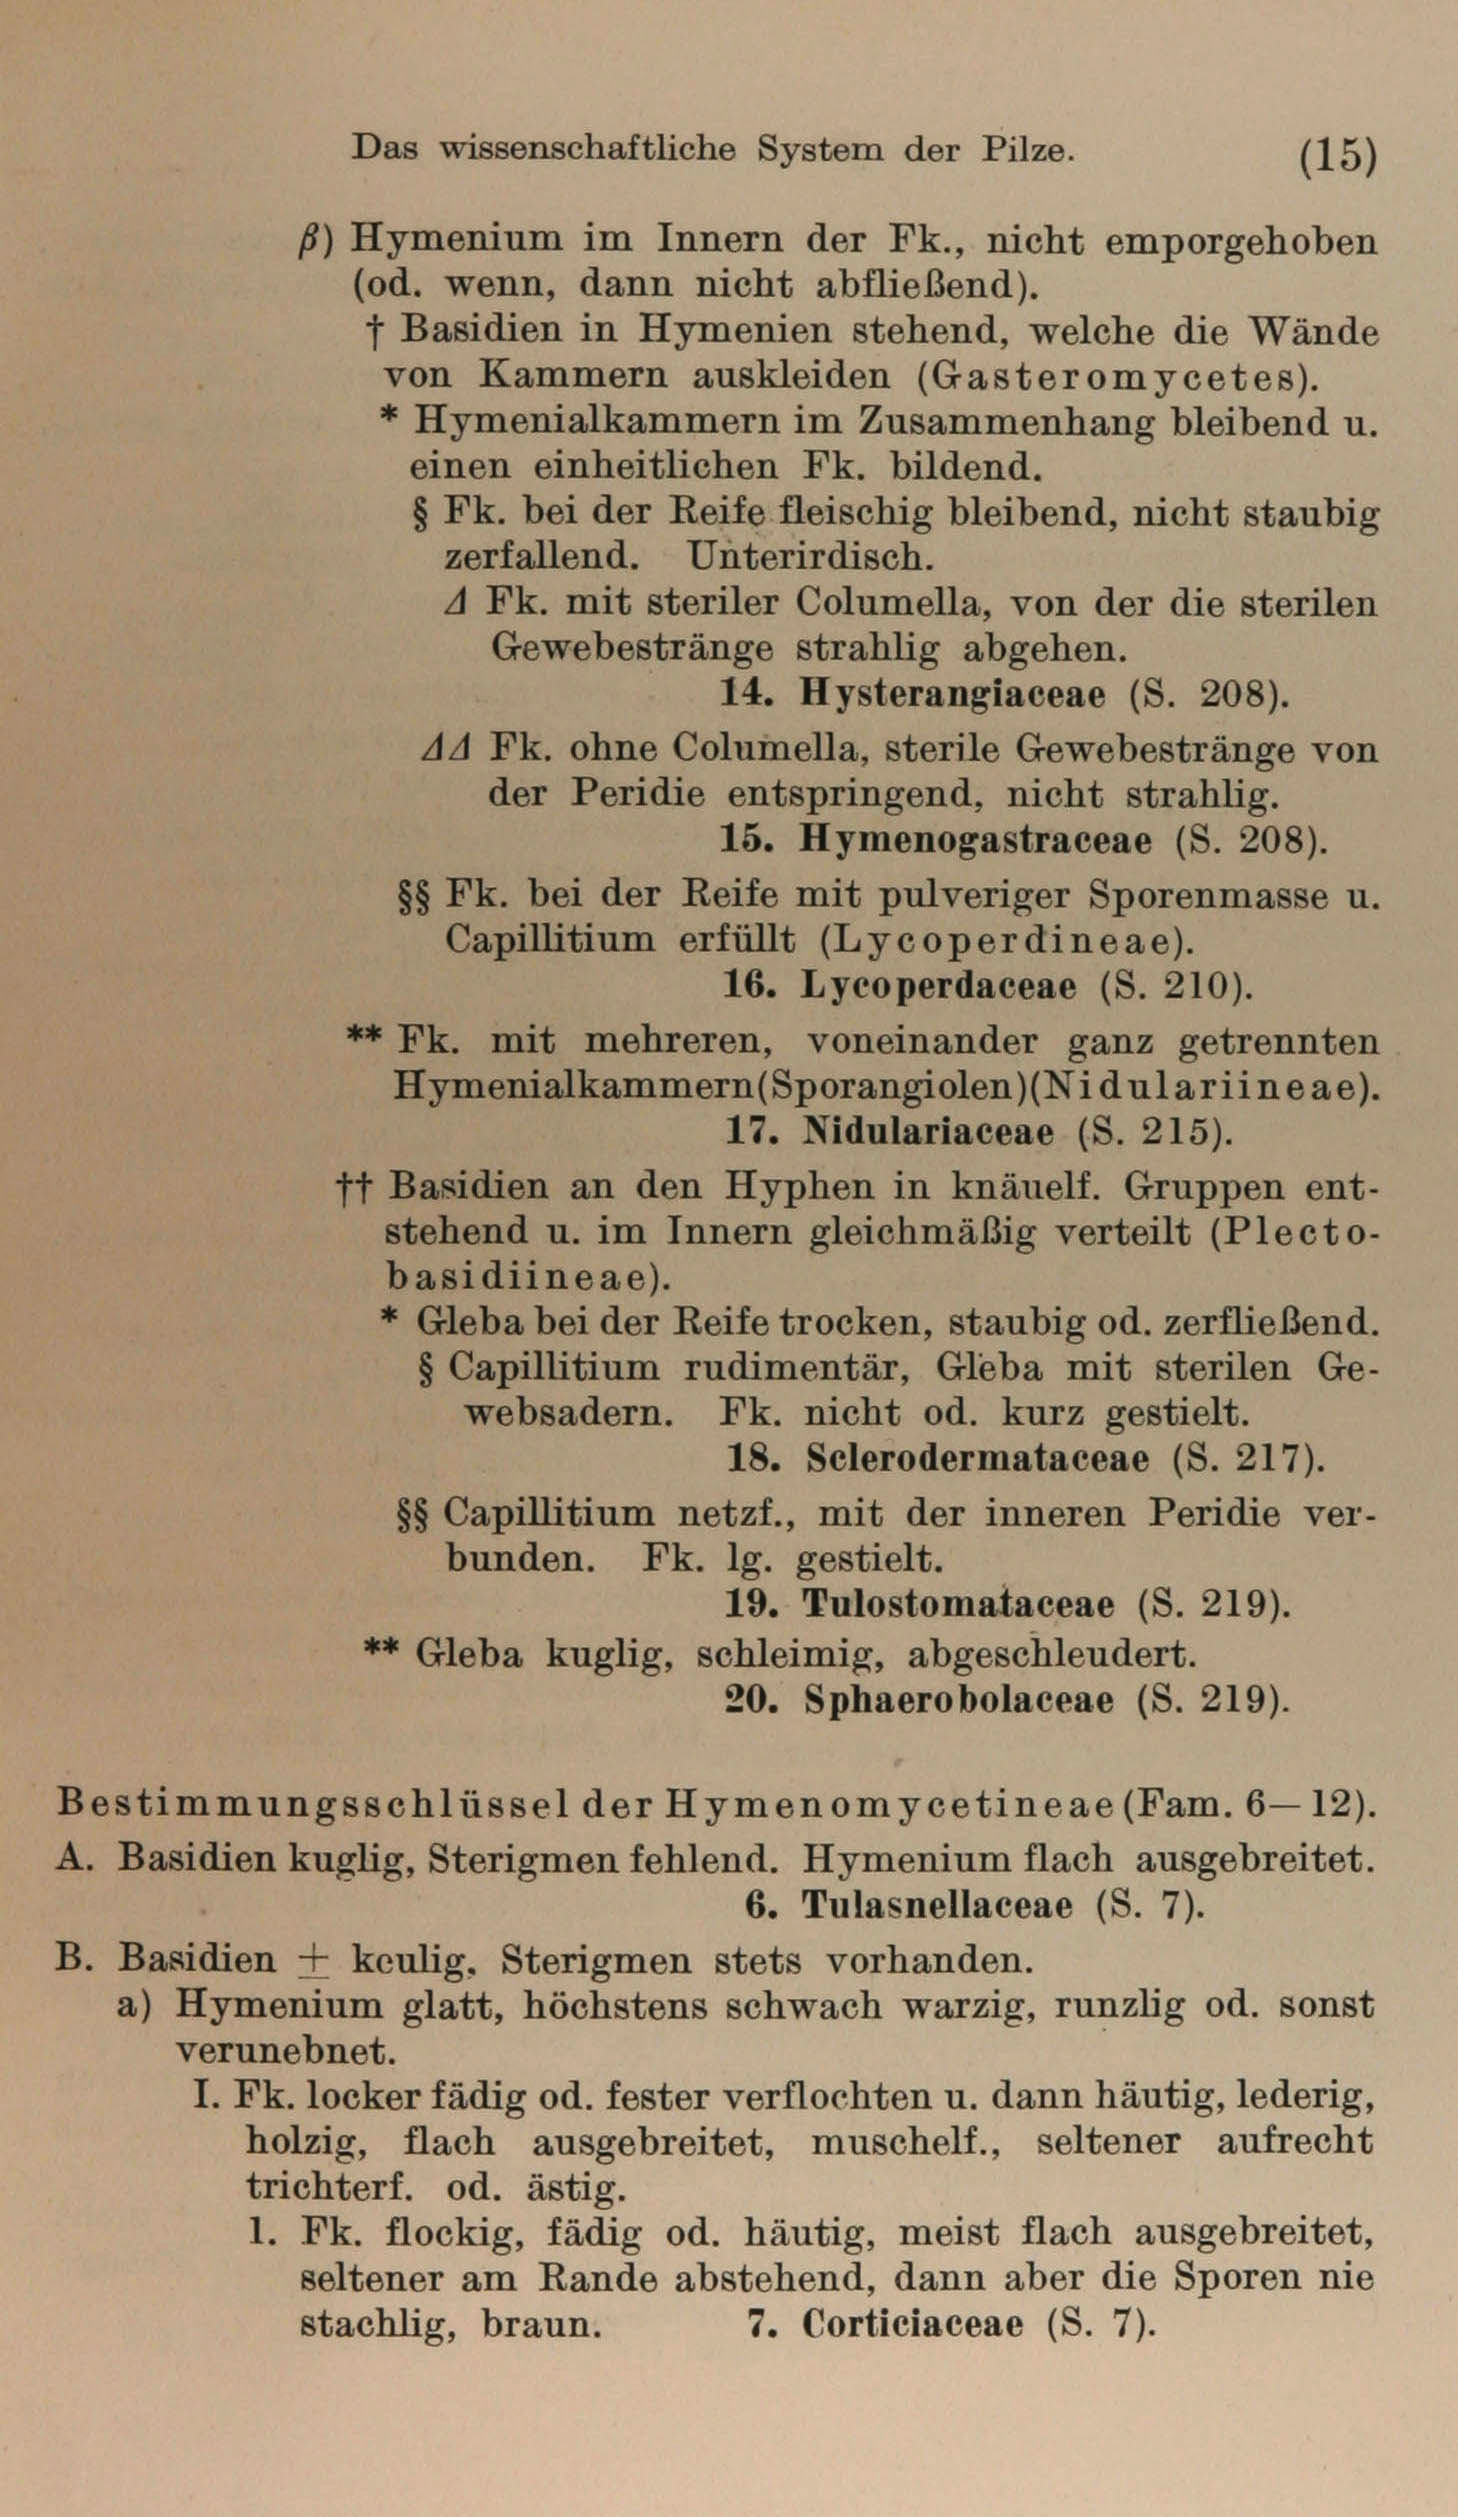 Das wissenschaftliche System der Pilze. (15)
β) Hymenium im Innern der Fk., nicht emporgehoben
(od. wenn, dann nicht abfließend).
† Basidien in Hymenien stehend, welche die Wände
von Kammern auskleiden (Gasteromycetes).
* Hymenialkammern im Zusammenhang bleibend u.
einen einheitlichen Fk. bildend.
§ Fk. bei der Reife fleischig bleibend, nicht staubig
zerfallend. Unterirdisch.
Δ Fk. mit steriler Columella, von der die sterilen
Gewebestränge strahlig abgehen.
14. Hysterangiaceae (S. 208).
ΔΔ Fk. ohne Columella, sterile Gewebestränge von
der Peridie entspringend, nicht strahlig.
15. Hymenogastraceae (S. 208).
§§ Fk. bei der Reife mit pulveriger Sporenmasse u.
Capillitium erfüllt (Lycoperdineae).
16. Lycoperdaceae (S. 210).
** Fk. mit mehreren, voneinander ganz getrennten
Hymenialkammern(Sporangiolen)(Nidulariineae).
17. Nidulariaceae (S. 215).
†† Basidien an den Hyphen in knäuelf. Gruppen ent-
stehend u. im Innern gleichmäßig verteilt (Plecto-
basidiineae).
* Gleba bei der Reife trocken, staubig od. zerfließend.
§ Capillitium rudimentär, Gleba mit sterilen Ge-
websadern. Fk. nicht od. kurz gestielt.
18. Sclerodermataceae (S. 217).
§§ Capillitium netzf., mit der inneren Peridie ver-
bunden. Fk. lg. gestielt.
19. Tulostomataceae (S. 219).
** Gleba kuglig, schleimig, abgeschleudert.
20. Sphaerobolaceae (S. 219).
Bestimmungsschlüssel der Hymenomycetineae (Fam. 6—12).
A. Basidien kuglig, Sterigmen fehlend. Hymenium flach ausgebreitet.
6. Tulasnellaceae (S. 7).
B. Basidien ± keulig, Sterigmen stets vorhanden.
a) Hymenium glatt, höchstens schwach warzig, runzlig od. sonst
verunebnet.
I. Fk. locker fädig od. fester verflochten u. dann häutig, lederig,
holzig, flach ausgebreitet, muschelf., seltener aufrecht
trichterf. od. ästig.
1. Fk. flockig, fädig od. häutig, meist flach ausgebreitet,
seltener am Rande abstehend, dann aber die Sporen nie
stachlig, braun. 7. Corticiaceae (S. 7).